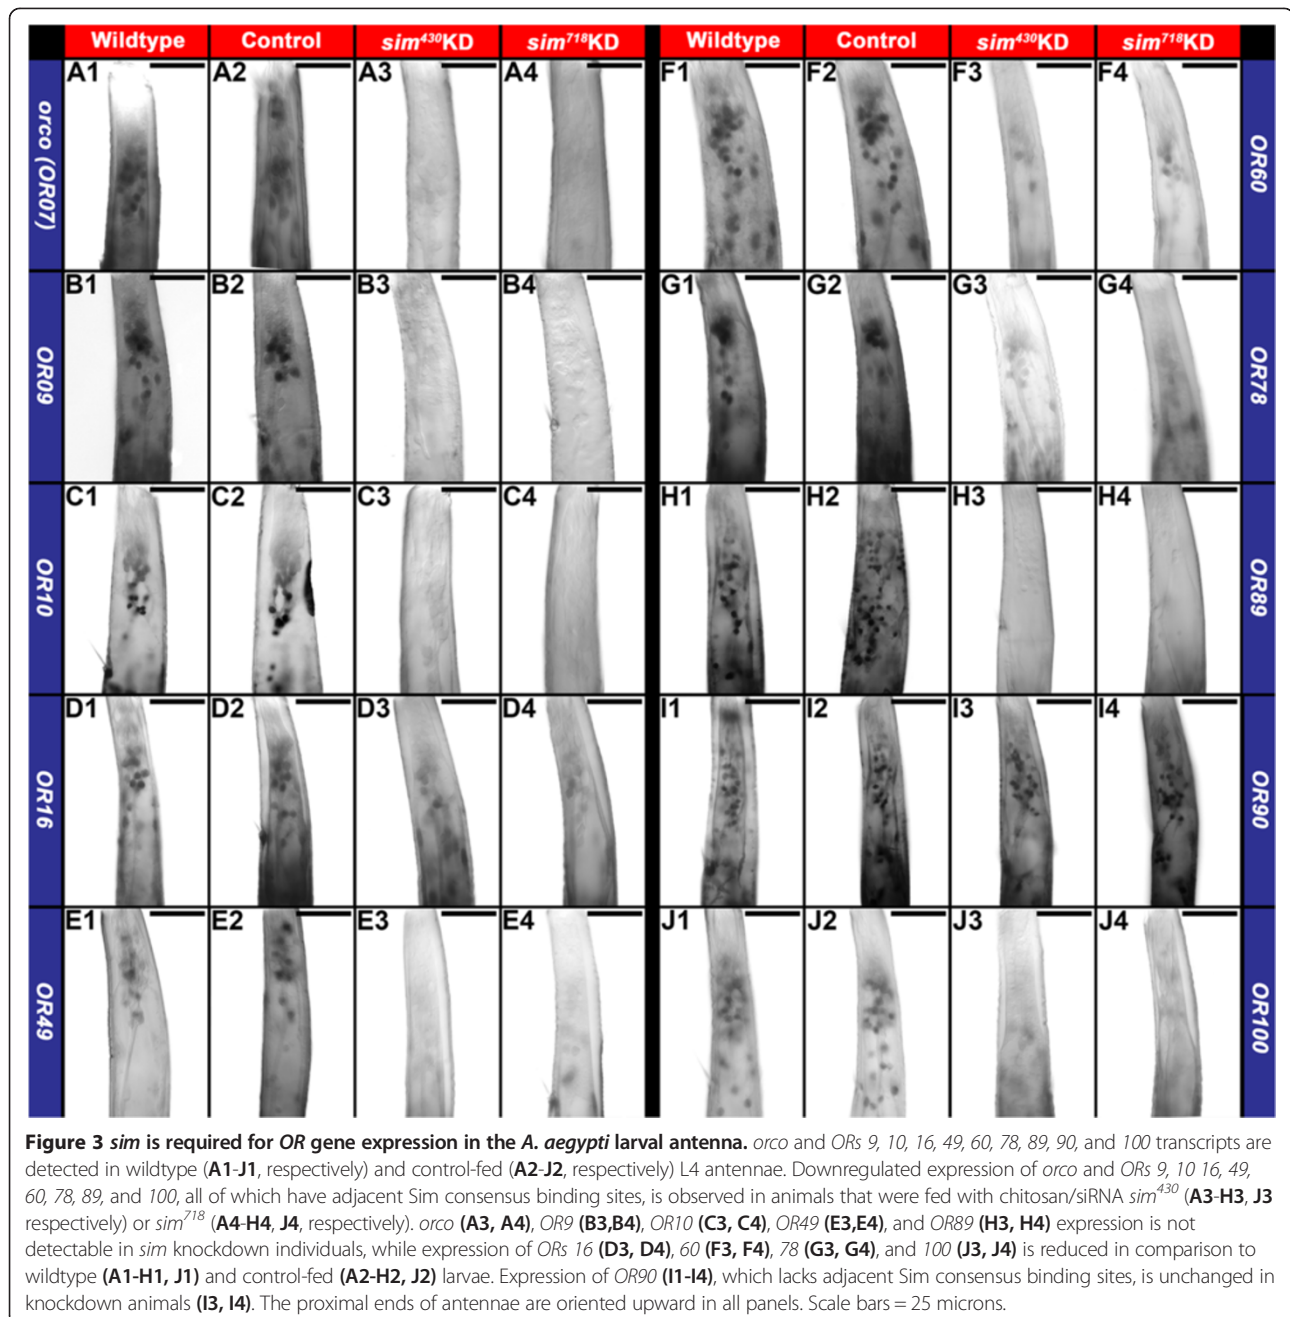 Wildtype Control sim430KD sim718KD Wildtype Control sim430KD sim718KD
orco (OR07) A1 A2 A3 A4 F1 F2 F3 F4 OR60
OR09 B1 B2 B3 B4 G1 G2 G3 G4 OR78
OR10 C1 C2 C3 C4 H1 H2 H3 H4 OR89
OR16 D1 D2 D3 D4 I1 I2 I3 I4 OR90
OR49 E1 E2 E3 E4 J1 J2 J3 J4 OR100
Figure 3 sim is required for OR gene expression in the A. aegypti larval antenna. orco and ORs 9, 10, 16, 49, 60, 78, 89, 90, and 100 transcripts are
detected in wildtype (A1-J1, respectively) and control-fed (A2-J2, respectively) L4 antennae. Downregulated expression of orco and ORs 9, 10 16, 49,
60, 78, 89, and 100, all of which have adjacent Sim consensus binding sites, is observed in animals that were fed with chitosan/siRNA sim430 (A3-H3, J3
respectively) or sim718 (A4-H4, J4, respectively). orco (A3, A4), OR9 (B3,B4), OR10 (C3, C4), OR49 (E3,E4), and OR89 (H3, H4) expression is not
detectable in sim knockdown individuals, while expression of ORs 16 (D3, D4), 60 (F3, F4), 78 (G3, G4), and 100 (J3, J4) is reduced in comparison to
wildtype (A1-H1, J1) and control-fed (A2-H2, J2) larvae. Expression of OR90 (I1-I4), which lacks adjacent Sim consensus binding sites, is unchanged in
knockdown animals (I3, I4). The proximal ends of antennae are oriented upward in all panels. Scale bars = 25 microns.